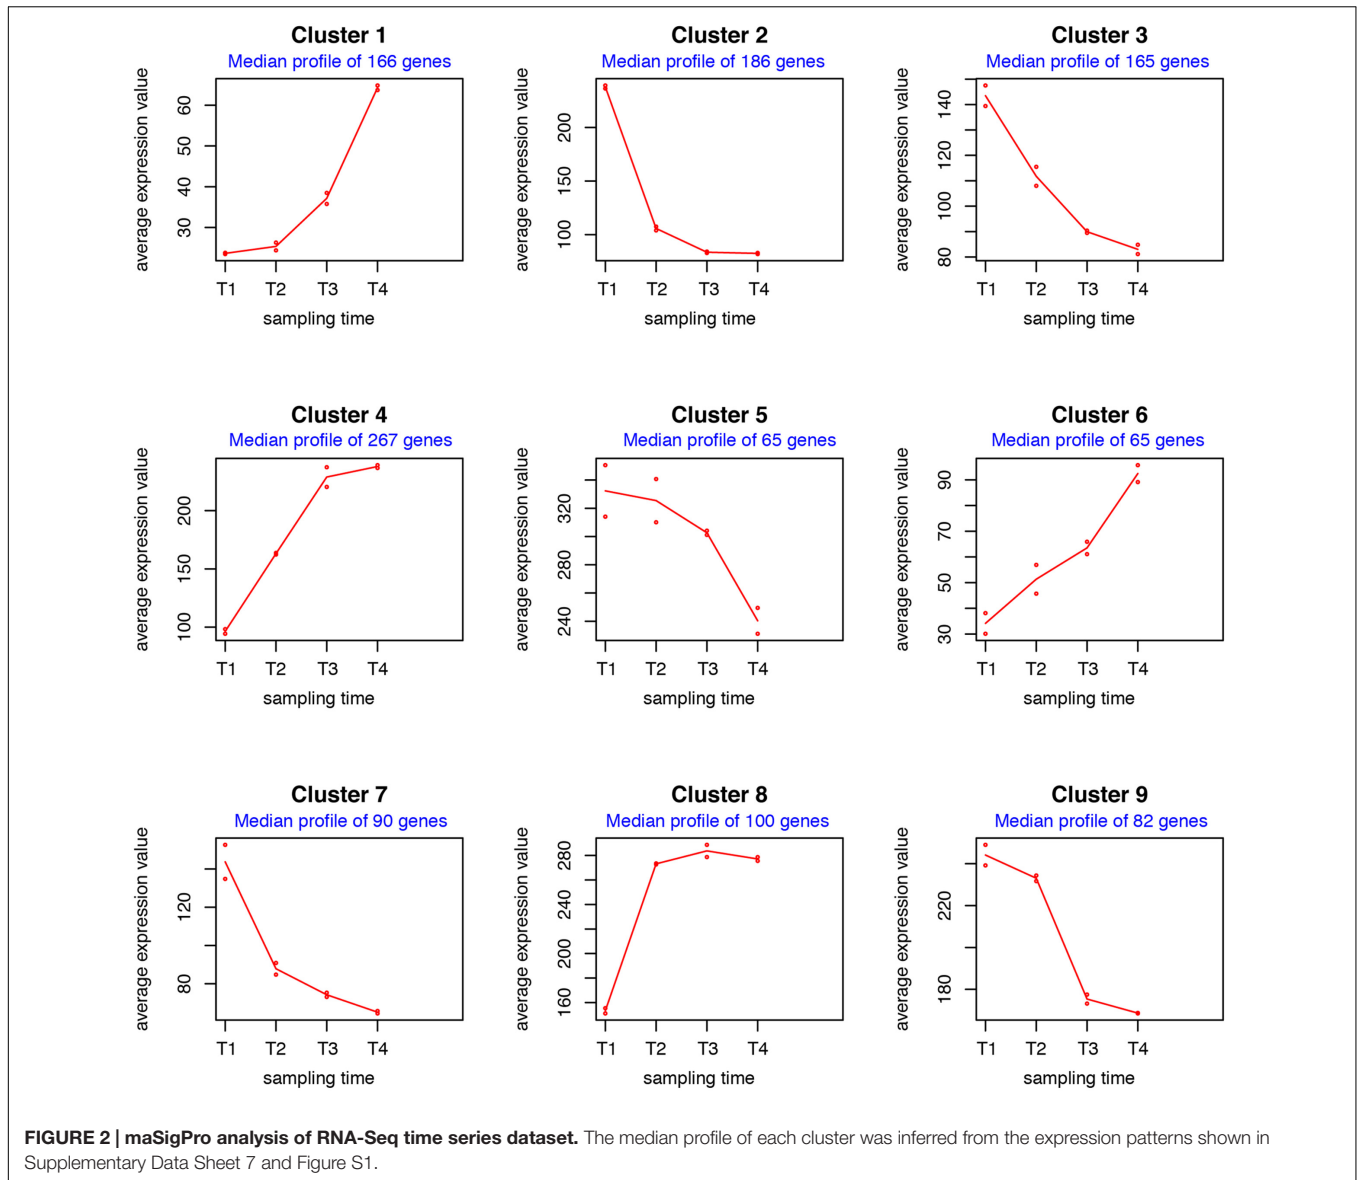 Cluster 1
Median profile of 166 genes
average expression value
30
40
50
60
T1 T2 T3 T4
sampling time
Cluster 2
Median profile of 186 genes
average expression value
100
150
200
T1 T2 T3 T4
sampling time
Cluster 3
Median profile of 165 genes
average expression value
80
100
120
140
T1 T2 T3 T4
sampling time
Cluster 4
Median profile of 267 genes
average expression value
100
150
200
T1 T2 T3 T4
sampling time
Cluster 5
Median profile of 65 genes
average expression value
240
280
320
T1 T2 T3 T4
sampling time
Cluster 6
Median profile of 65 genes
average expression value
30
50
70
90
T1 T2 T3 T4
sampling time
Cluster 7
Median profile of 90 genes
average expression value
80
120
T1 T2 T3 T4
sampling time
Cluster 8
Median profile of 100 genes
average expression value
160
200
240
280
T1 T2 T3 T4
sampling time
Cluster 9
Median profile of 82 genes
average expression value
180
220
T1 T2 T3 T4
sampling time
FIGURE 2 | maSigPro analysis of RNA-Seq time series dataset. The median profile of each cluster was inferred from the expression patterns shown in
Supplementary Data Sheet 7 and Figure S1.